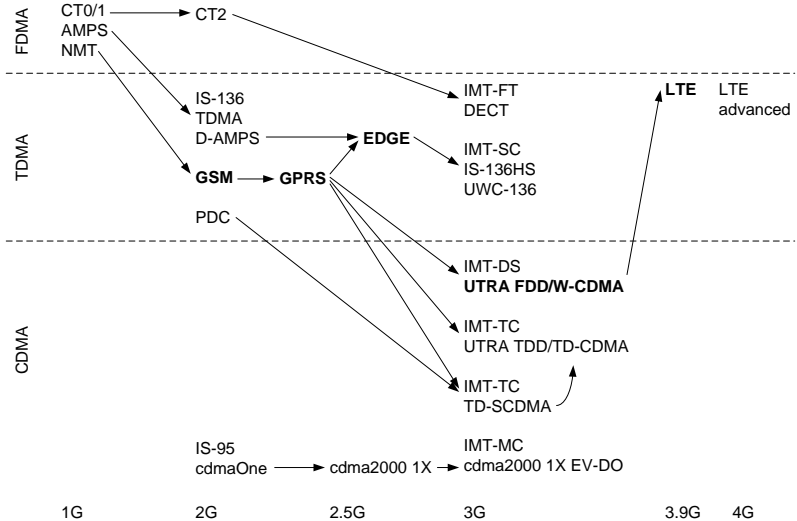 FDMA
CT0/1
AMPS
NMT
CT2
TDMA
IS-136
TDMA
D-AMPS
GSM
PDC
GPRS
EDGE
IMT-FT
DECT
IMT-SC
IS-136HS
UWC-136
LTE
LTE
advanced
CDMA
IMT-DS
UTRA FDD/W-CDMA
IMT-TC
UTRA TDD/TD-CDMA
IMT-TC
TD-SCDMA
IS-95
cdmaOne
cdma2000 1X
IMT-MC
cdma2000 1X EV-DO
1G
2G
2.5G
3G
3.9G
4G